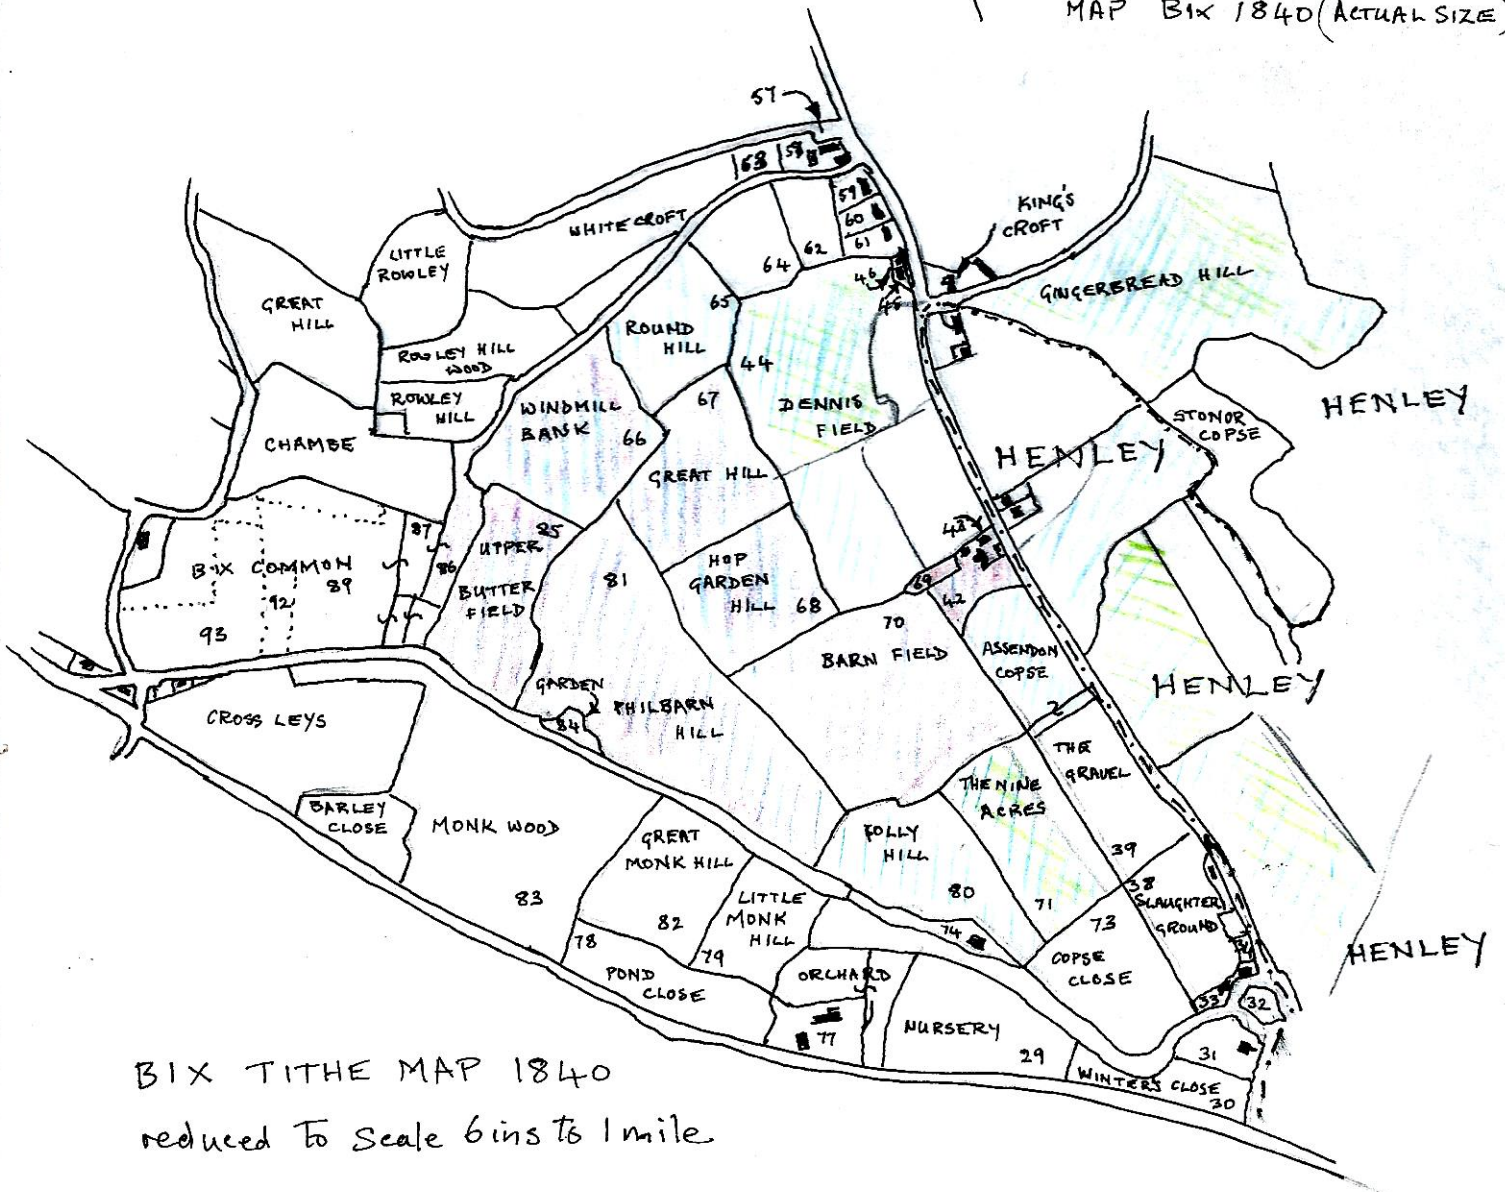 MAP BIX 1840 (ACTUAL SIZE)
57
63
58
KING'S
CROFT
59
WHITE CROFT
60
61
62
LITTLE
ROWLEY
64
46
45
GINGERBREAD HILL
GREAT
HILL
65
ROUND
HILL
ROWLEY HILL
WOOD
44
ROWLEY
HILL
67
WINDMILL
BANK
66
DENNIS
FIELD
HENLEY
STONOR
COPSE
CHAMBE
HENLEY
GREAT HILL
87
85
43
UPPER
BUTTER
FIELD
BIX COMMON
89
86
81
HOP
GARDEN
HILL
68
69
42
92
93
70
BARN FIELD
ASSENDON
COPSE
GARDEN
84
PHILBARN
HILL
HENLEY
2
CROSS LEYS
THE
GRAVEL
THE NINE
ACRES
BARLEY
CLOSE
MONK WOOD
GREAT
MONK HILL
FOLLY
HILL
39
83
82
LITTLE
MONK
HILL
80
71
38
SLAUGHTER
GROUND
73
74
78
79
COPSE
CLOSE
HENLEY
POND
CLOSE
ORCHARD
33
32
77
NURSERY
29
31
WINTERS CLOSE
30
BIX TITHE MAP 1840
reduced to Scale 6ins to 1 mile